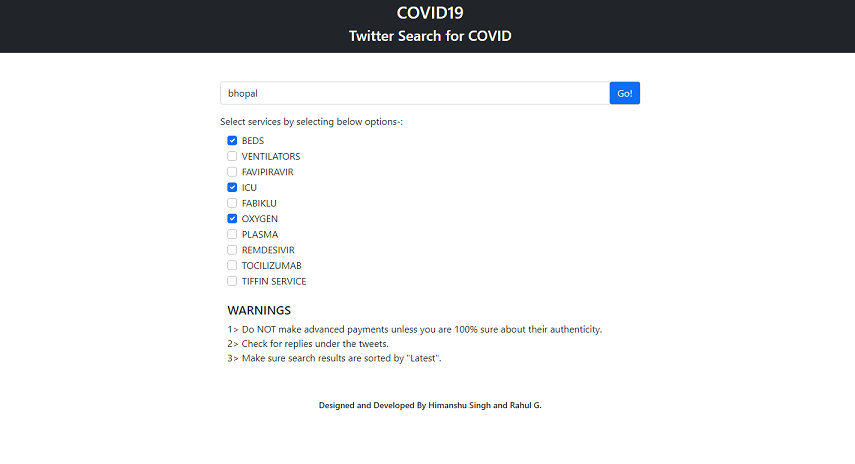 COVID19
Twitter Search for COVID
bhopal
Go!
Select services by selecting below options-:
BEDS
VENTILATORS
FAVIPIRAVIR
ICU
FABIKLU
OXYGEN
PLASMA
REMDESIVIR
TOCILIZUMAB
TIFFIN SERVICE
WARNINGS
1> Do NOT make advanced payments unless you are 100% sure about their authenticity.
2> Check for replies under the tweets.
3> Make sure search results are sorted by "Latest".
Designed and Developed By Himanshu Singh and Rahul G.